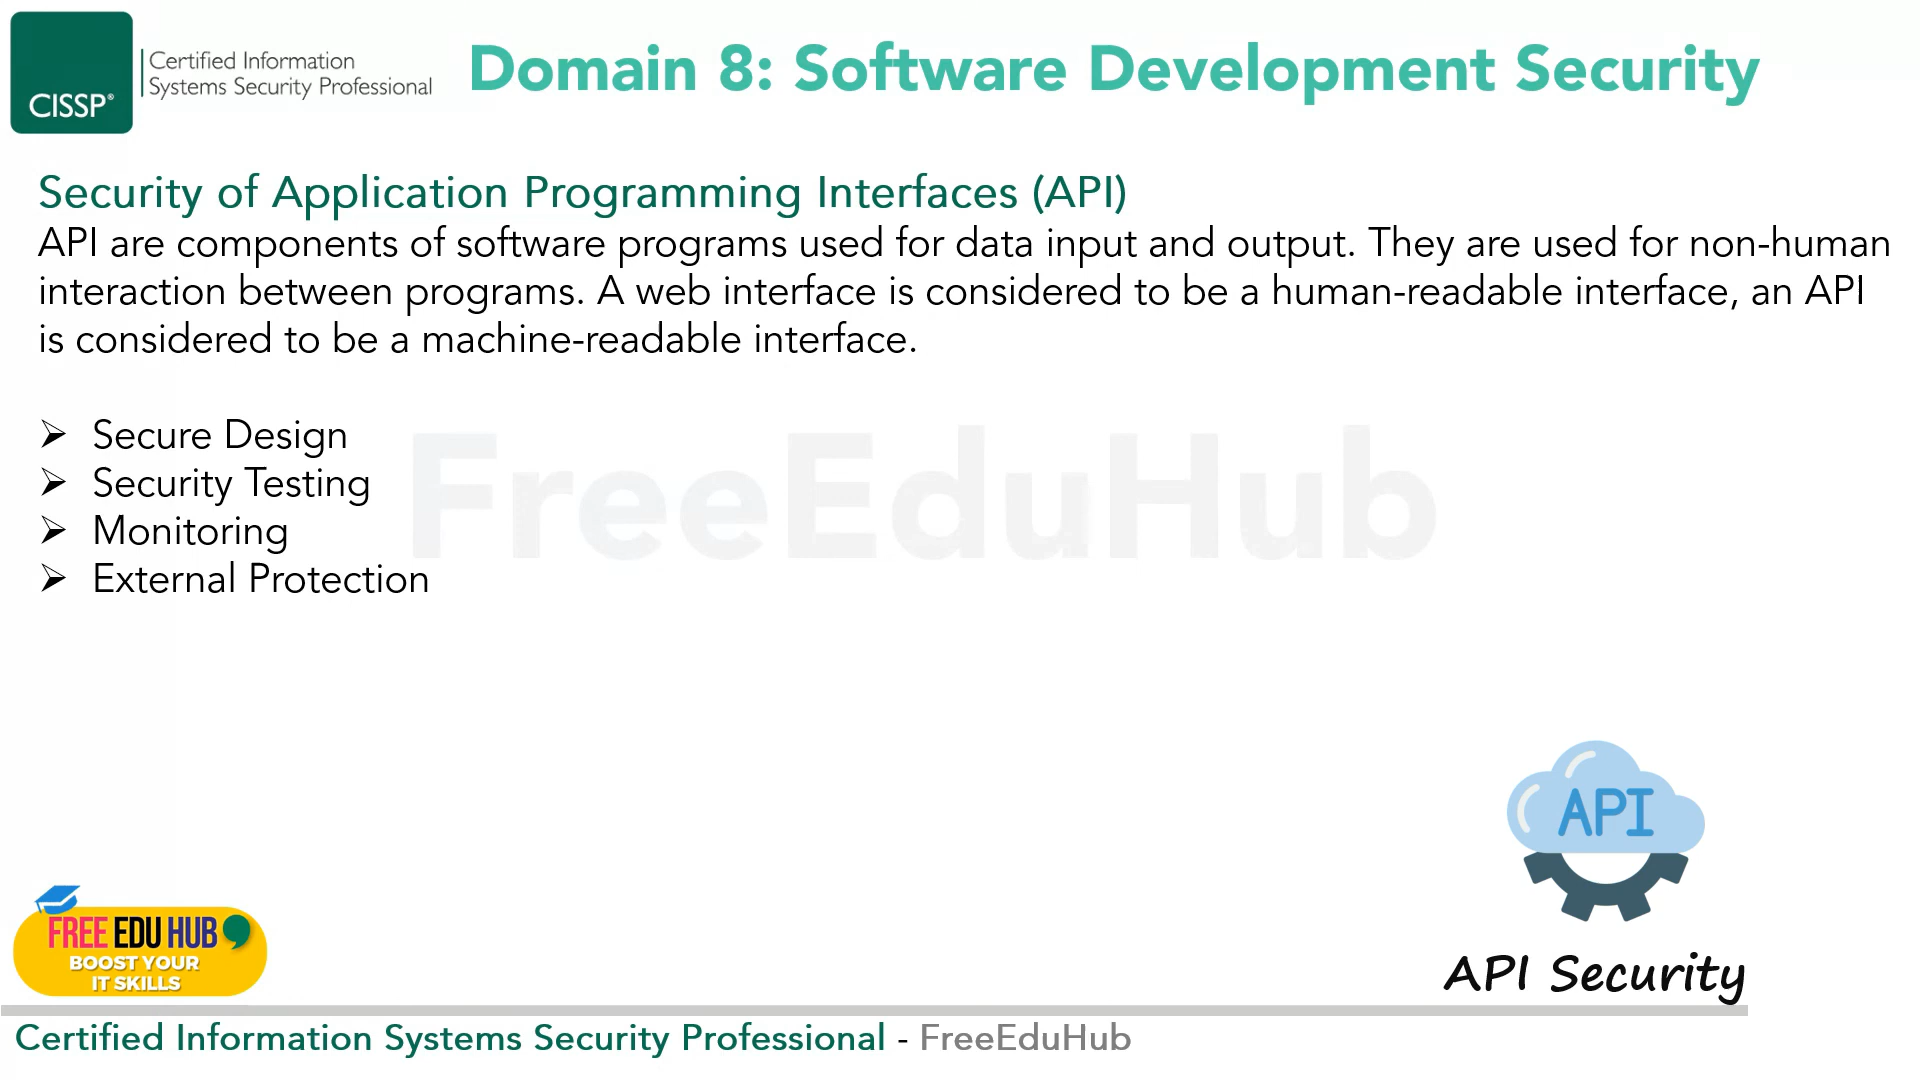 CISSP®
Certified Information
Systems Security Professional
Domain 8: Software Development Security
Security of Application Programming Interfaces (API)
API are components of software programs used for data input and output. They are used for non-human
interaction between programs. A web interface is considered to be a human-readable interface, an API
is considered to be a machine-readable interface.
Secure Design
Security Testing
Monitoring
External Protection
FreeEduHub
API
API Security
FREE EDU HUB
BOOST YOUR
IT SKILLS
Certified Information Systems Security Professional - FreeEduHub